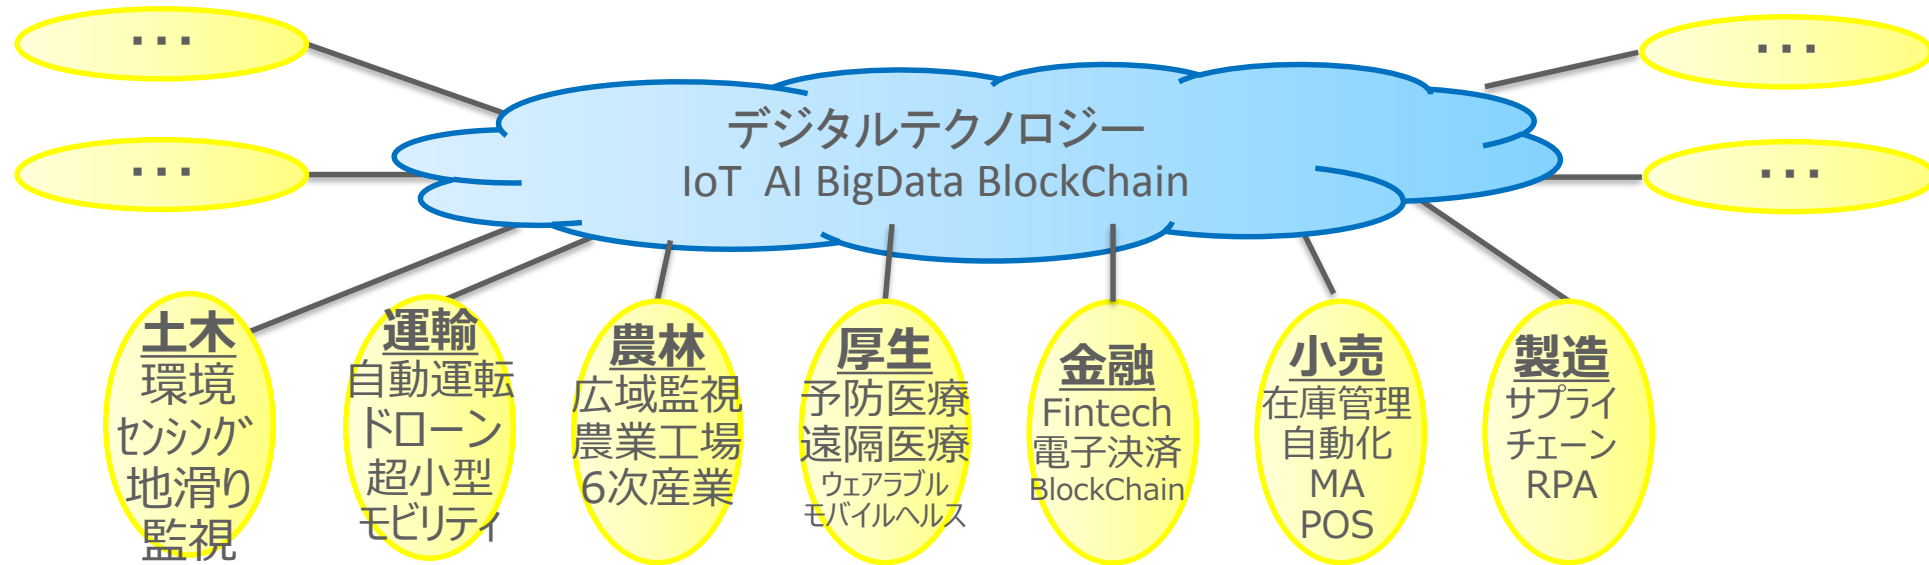 ･･･
･･･
デジタルテクノロジー
IoT AI BigData BlockChain
･･･
･･･
土木
環境
ｾﾝｼﾝｸﾞ
地滑り
監視
運輸
自動運転
ドローン
超小型
モビリティ
農林
広域監視
農業工場
6次産業
厚生
予防医療
遠隔医療
ウェアラブル
モバイルヘルス
金融
Fintech
電子決済
BlockChain
小売
在庫管理
自動化
MA
POS
製造
サプライ
チェーン
RPA